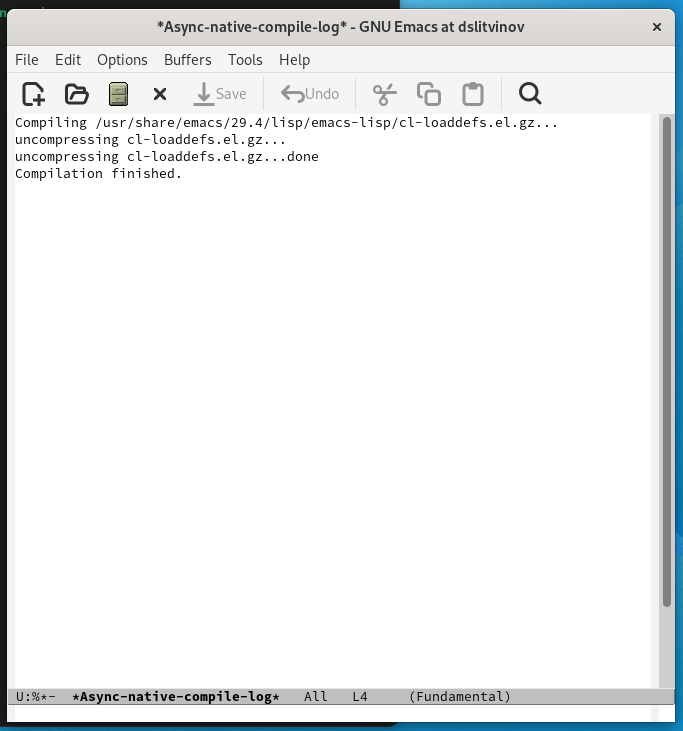 *Async-native-compile-log* - GNU Emacs at dslitvinov
File Edit Options Buffers Tools Help
Save Undo
Compiling /usr/share/emacs/29.4/lisp/emacs-lisp/cl-loaddefs.el.gz...
uncompressing cl-loaddefs.el.gz...
uncompressing cl-loaddefs.el.gz...done
Compilation finished.
U:%*-  *Async-native-compile-log*   All   L4     (Fundamental)